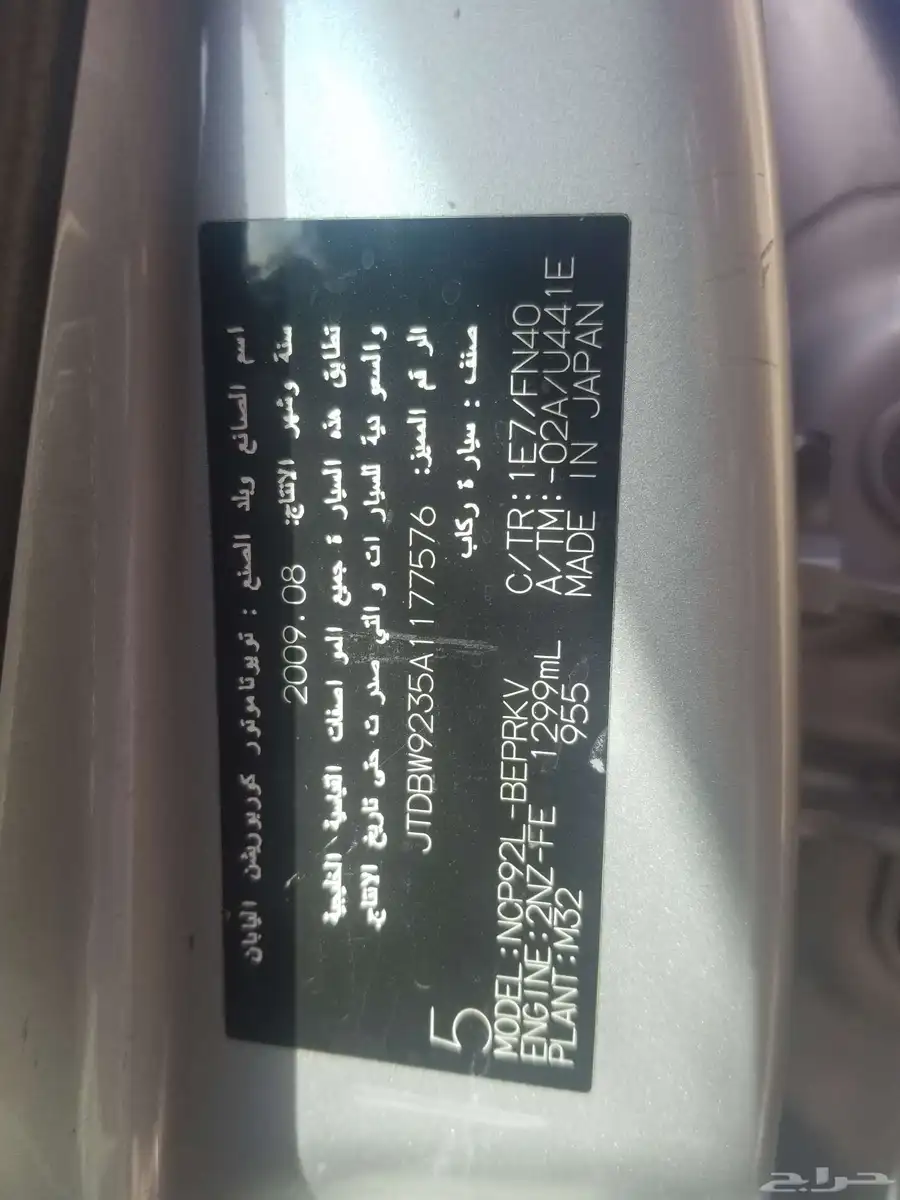 اسم الصانع وبلد الصنع : تويوتا موتور كوربوريشن اليابان
سنة وشهر الانتاج: 2009.08
تطابق هذه السيارة جميع المواصفات القياسية الخليجية
والسعودية للسيارات والتي صدرت حتى تاريخ الانتاج.
الرقم المميز: JTDBW9235A1177576
صنف : سيارة ركاب
5
MODEL:NCP92L-BEPRKV C/TR:1E7/FN40
ENGINE:2NZ-FE 1299mL A/TM:-02A/U441E
PLANT:M32 955 MADE IN JAPAN
حراج